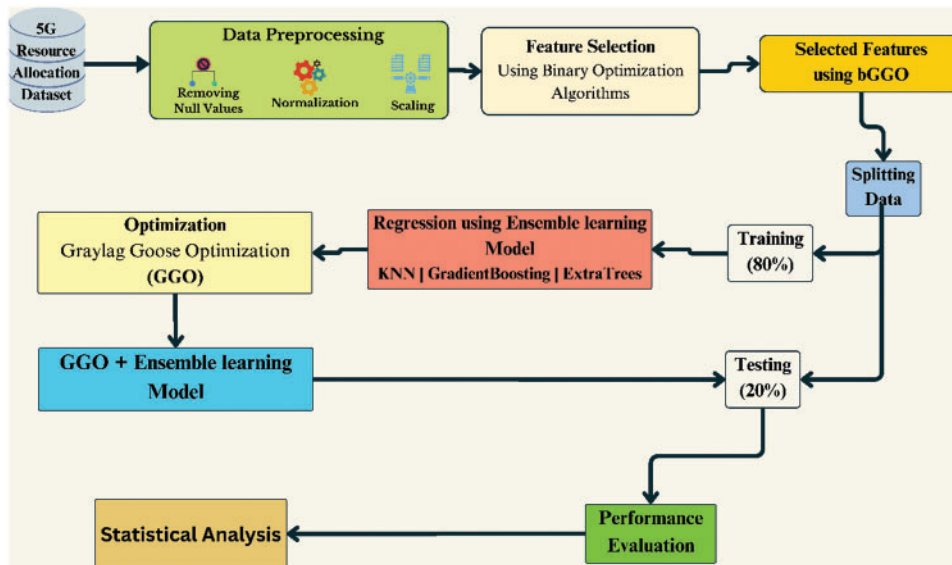 5G
Resource
Allocation
Dataset
Data Preprocessing
Removing
Null Values
Normalization
Scaling
Feature Selection
Using Binary Optimization
Algorithms
Selected Features
using bGGO
Splitting
Data
Training
(80%)
Regression using Ensemble learning
Model
KNN | GradientBoosting | ExtraTrees
Optimization
Graylag Goose Optimization
(GGO)
GGO + Ensemble learning
Model
Testing
(20%)
Performance
Evaluation
Statistical Analysis